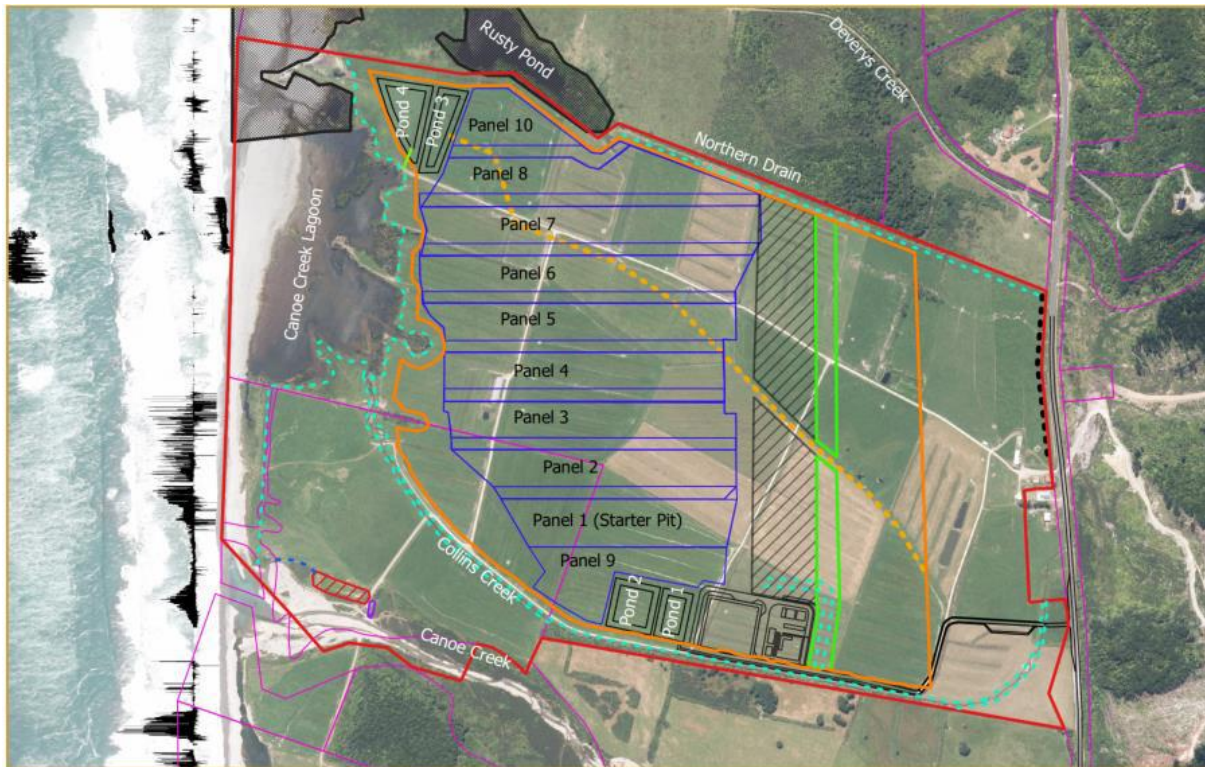 Rusty Pond
Deverys Creek
Pond 4
Pond 3
Panel 10
Northern Drain
Panel 8
Canoe Creek Lagoon
Panel 7
Panel 6
Panel 5
Panel 4
Panel 3
Panel 2
Panel 1 (Starter Pit)
Collins Creek
Panel 9
Pond 2
Pond 1
Canoe Creek